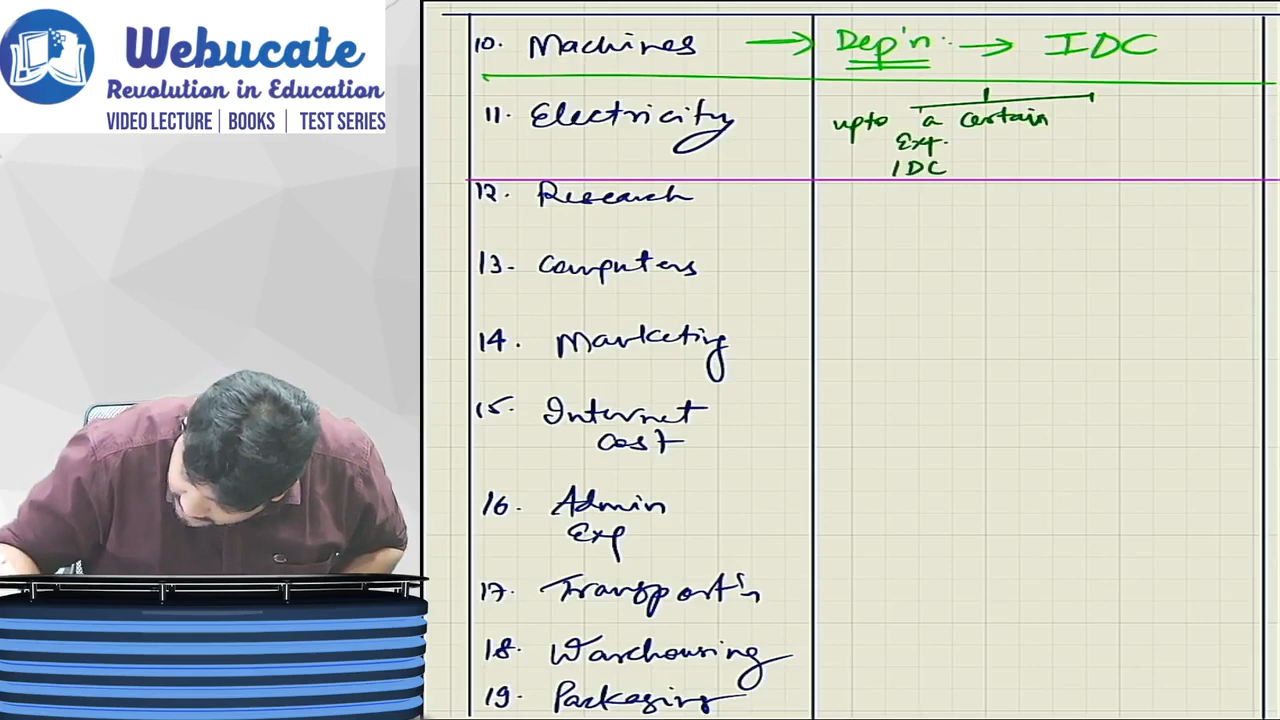 Webucate
Revolution in Education
VIDEO LECTURE | BOOKS | TEST SERIES
10. Machines → Dep'n. → IDC
11. Electricity upto a certain
Exp.
IDC
12. Research
13. Computers
14. Marketing
15. Internet
Cost
16. Admin
Exp
17. Transport'n
18. Warehousing
19. Packaging